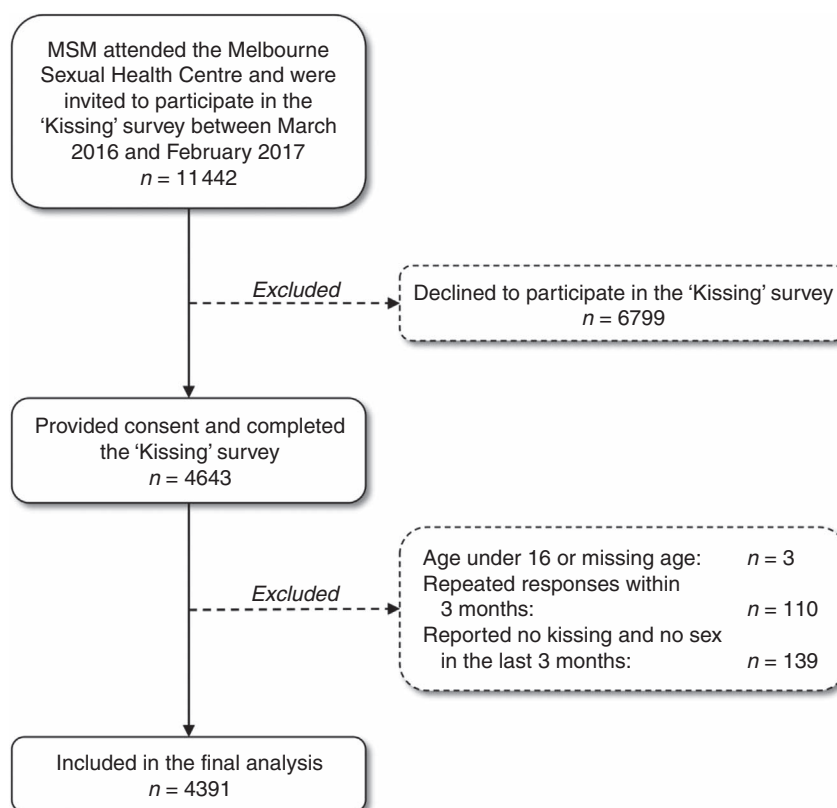 MSM attended the Melbourne
Sexual Health Centre and were
invited to participate in the
‘Kissing’ survey between March
2016 and February 2017
n = 11 442
Excluded
Declined to participate in the ‘Kissing’ survey
n = 6799
Provided consent and completed
the ‘Kissing’ survey
n = 4643
Excluded
Age under 16 or missing age: n = 3
Repeated responses within
3 months: n = 110
Reported no kissing and no sex
in the last 3 months: n = 139
Included in the final analysis
n = 4391